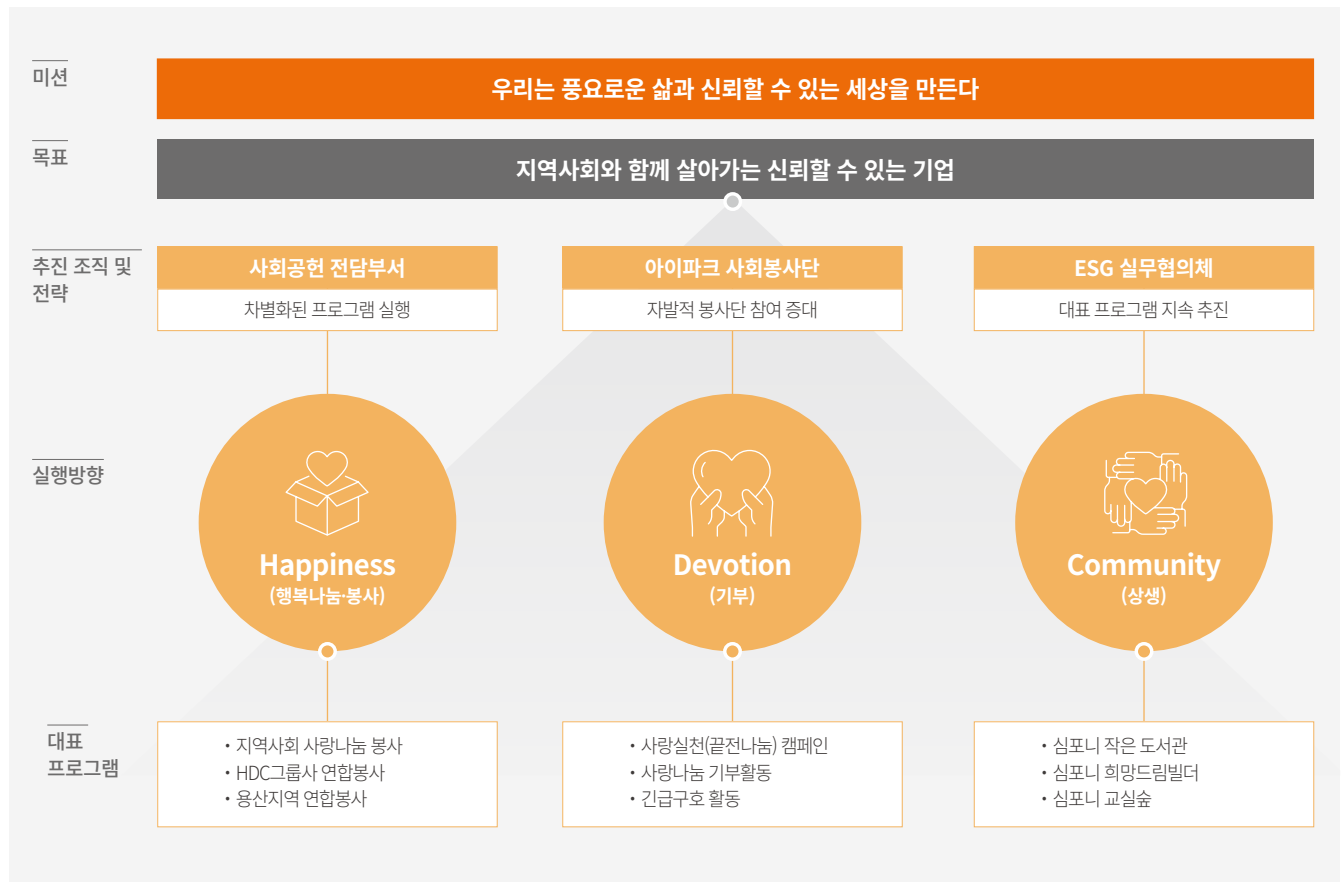 미션
우리는 풍요로운 삶과 신뢰할 수 있는 세상을 만든다
목표
지역사회와 함께 살아가는 신뢰할 수 있는 기업
추진 조직 및
전략
사회공헌 전담부서
차별화된 프로그램 실행
아이파크 사회봉사단
자발적 봉사단 참여 증대
ESG 실무협의체
대표 프로그램 지속 추진
실행방향
Happiness
(행복나눔·봉사)
Devotion
(기부)
Community
(상생)
대표
프로그램
• 지역사회 사랑나눔 봉사
• HDC그룹사 연합봉사
• 용산지역 연합봉사
• 사랑실천(끝전나눔) 캠페인
• 사랑나눔 기부활동
• 긴급구호 활동
• 심포니 작은 도서관
• 심포니 희망드림빌더
• 심포니 교실숲